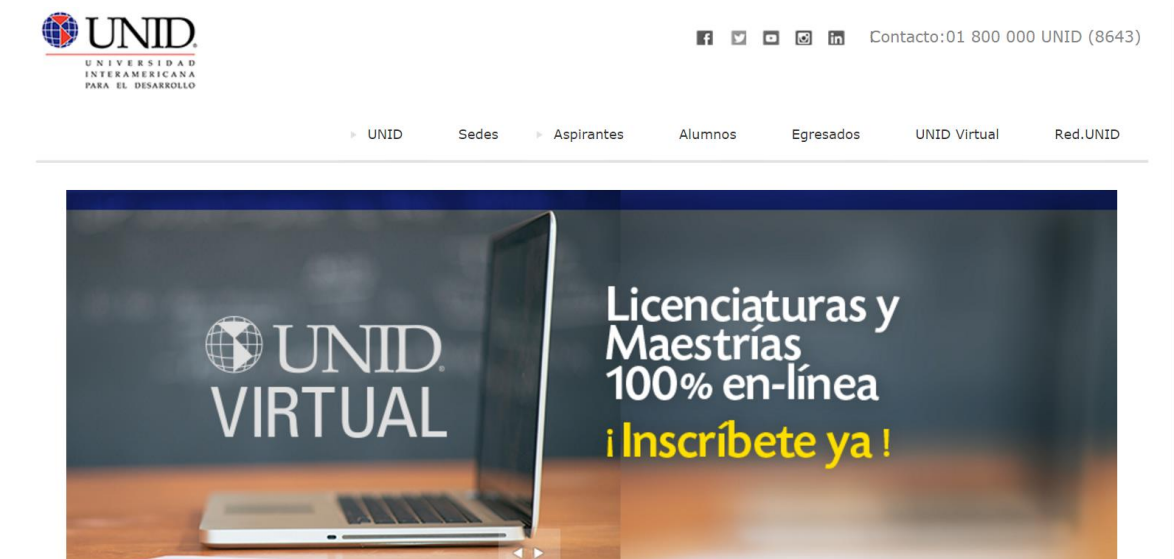 UNID
UNIVERSIDAD
INTERAMERICANA
PARA EL DESARROLLO
Contacto:01 800 000 UNID (8643)
UNID Sedes Aspirantes Alumnos Egresados UNID Virtual Red.UNID
UNID
VIRTUAL
Licenciaturas y
Maestrías
100% en-línea
¡Inscríbete ya !